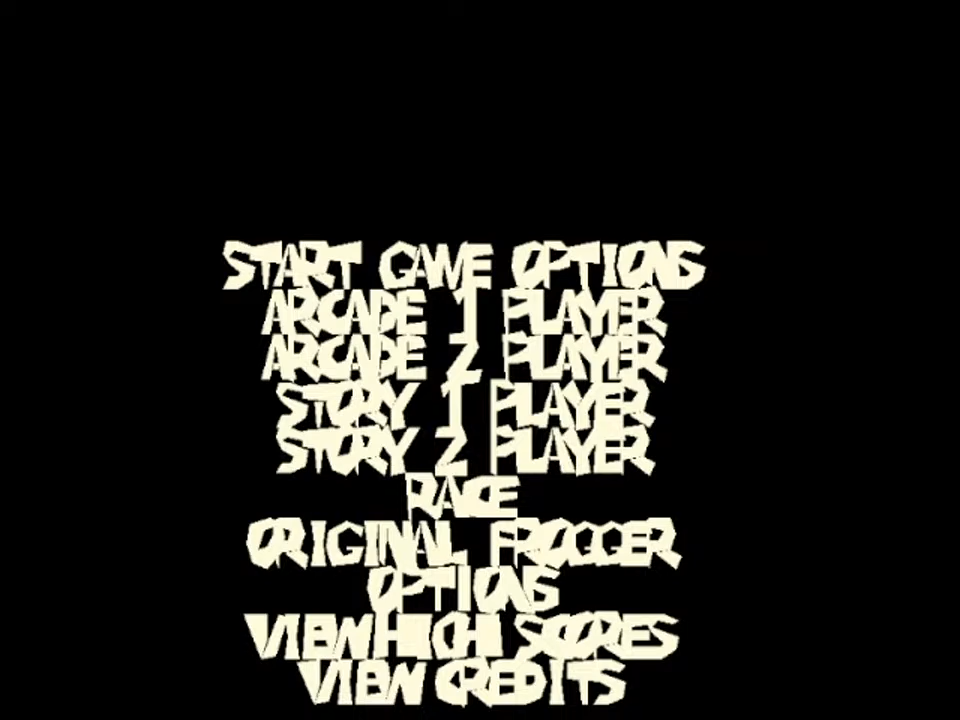 START GAME OPTIONS
ARCADE 1 PLAYER
ARCADE 2 PLAYER
STORY 1 PLAYER
STORY 2 PLAYER
RACE
ORIGINAL FROGGER
OPTIONS
VIEW HIGH SCORES
VIEW CREDITS